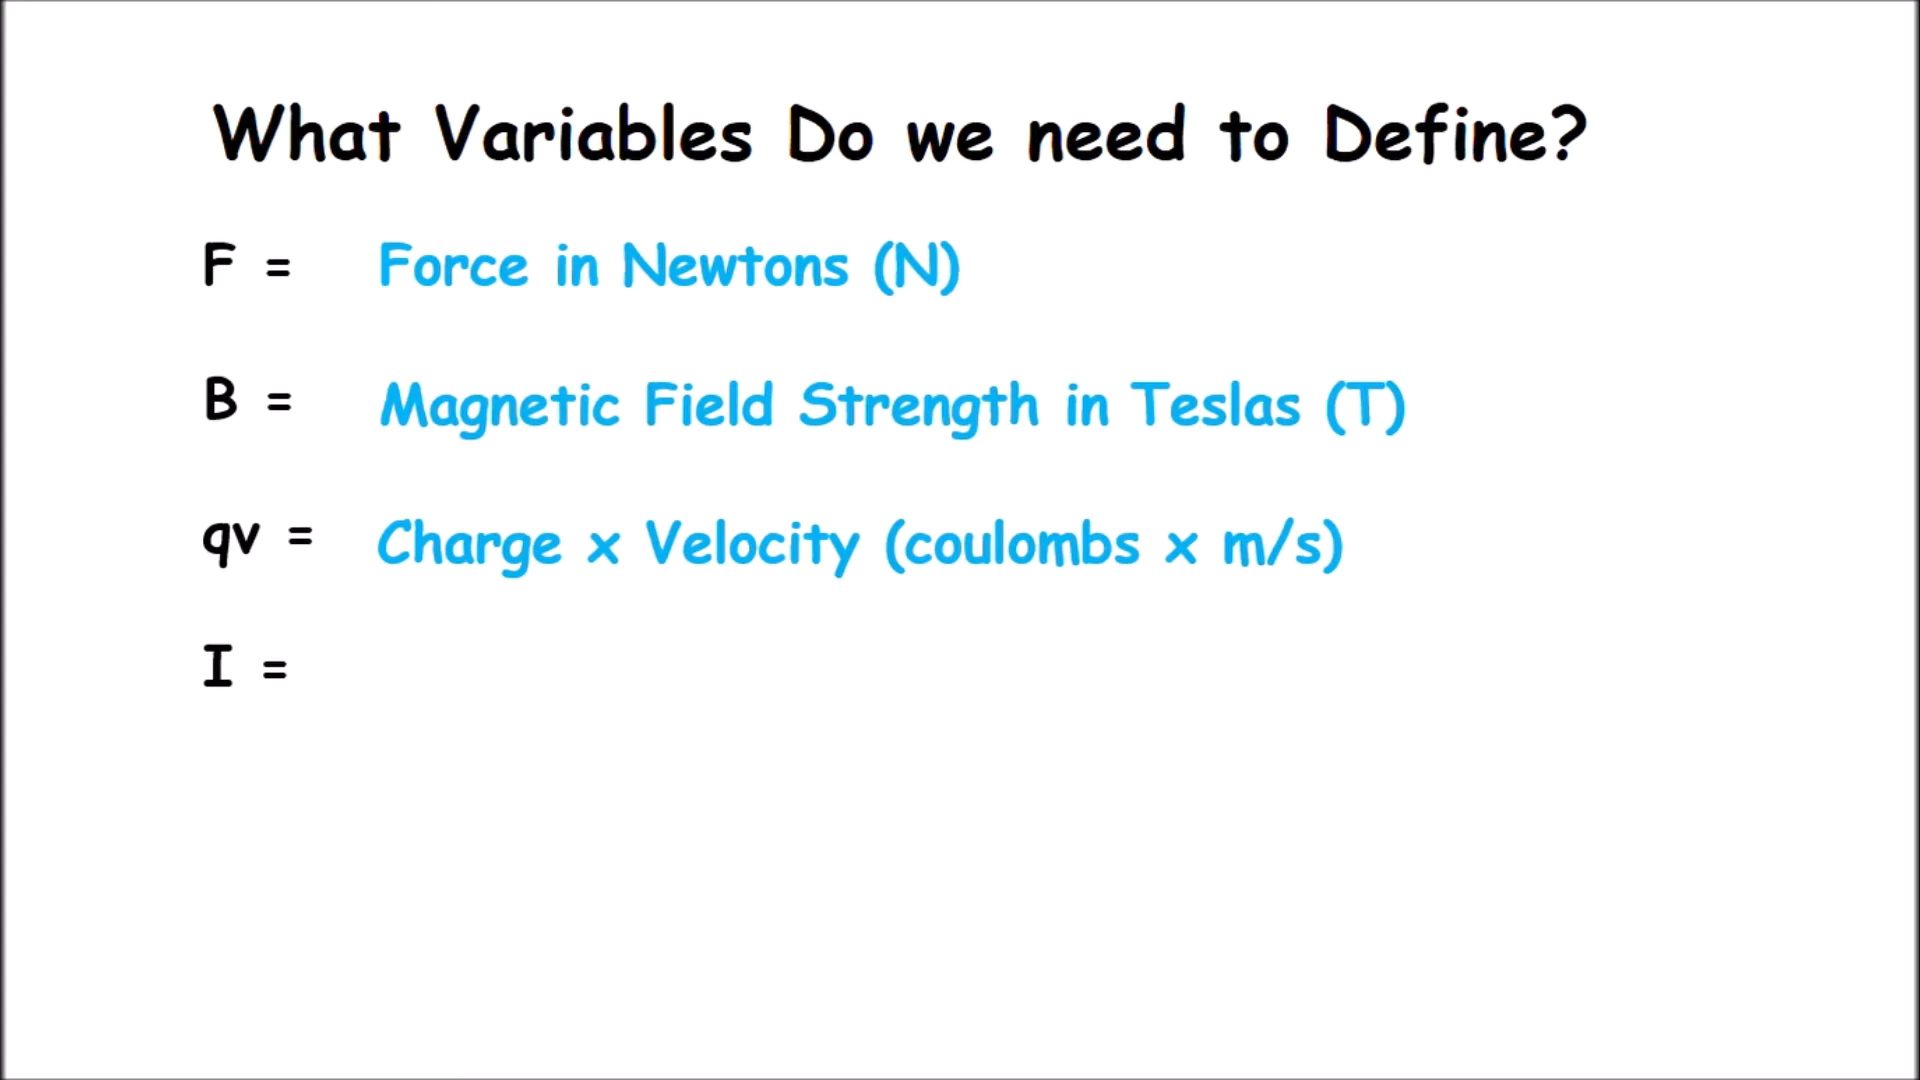 What Variables Do we need to Define?
F = Force in Newtons (N)
B = Magnetic Field Strength in Teslas (T)
qv = Charge x Velocity (coulombs x m/s)
I =